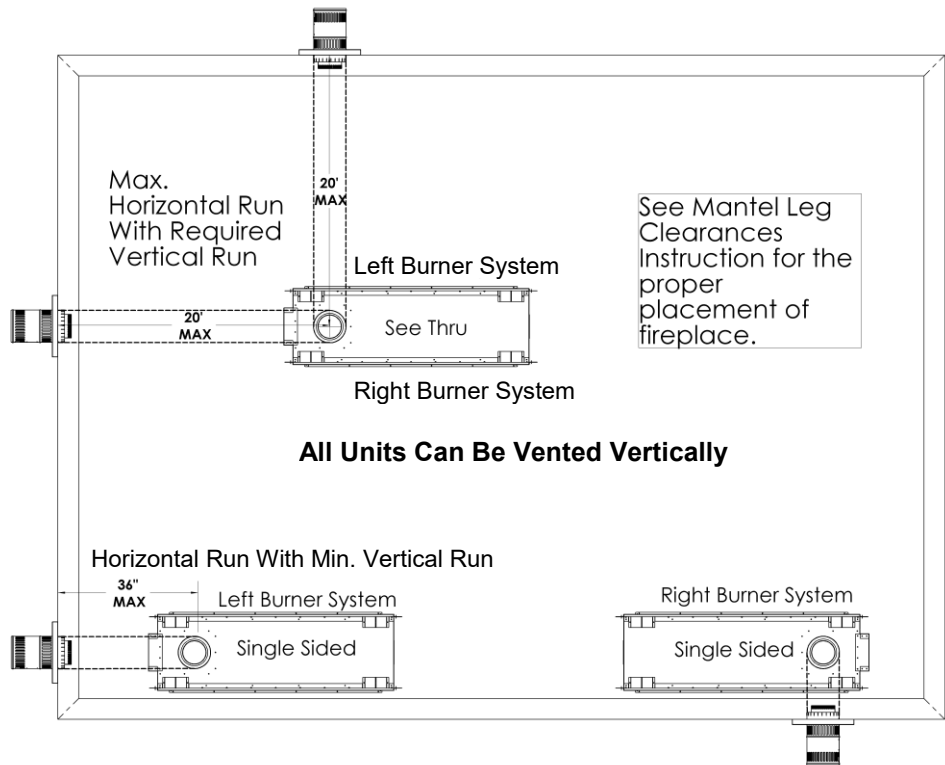 Max.
Horizontal Run
With Required
Vertical Run
20'
MAX
See Mantel Leg
Clearances
Instruction for the
proper
placement of
fireplace.
Left Burner System
20'
MAX
See Thru
Right Burner System
All Units Can Be Vented Vertically
Horizontal Run With Min. Vertical Run
36"
MAX
Left Burner System
Single Sided
Right Burner System
Single Sided